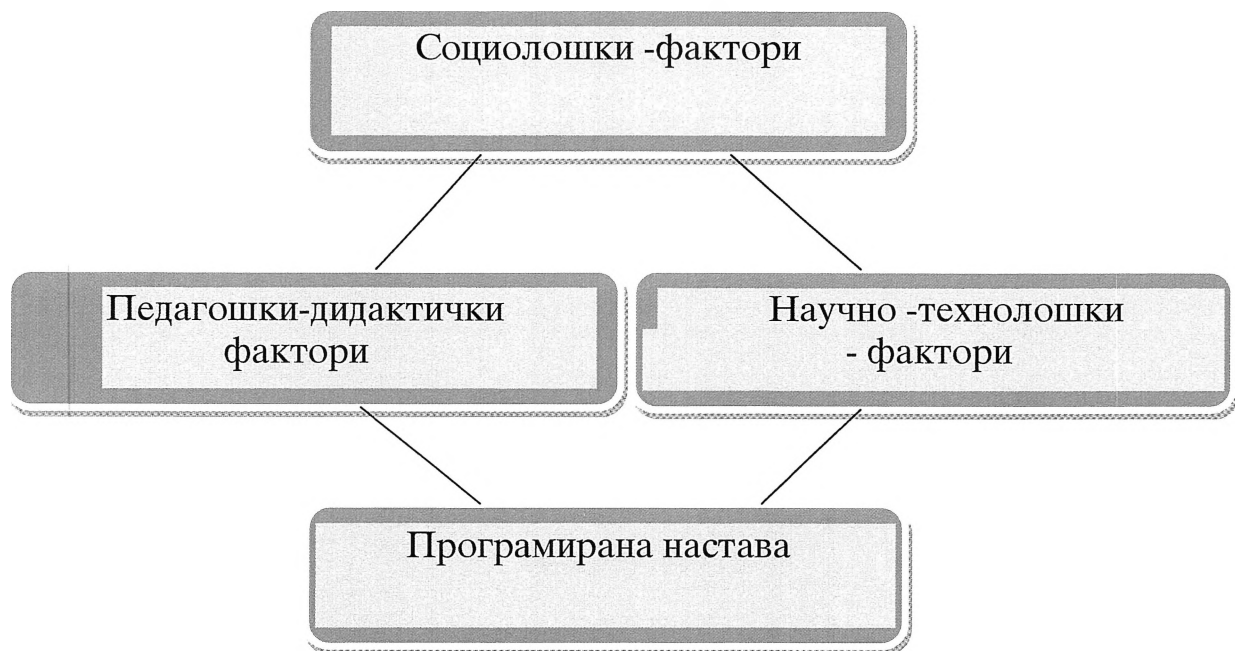 Социолошки -фактори
Педагошки-дидактички
фактори
Научно -технолошки
- фактори
Програмирана настава